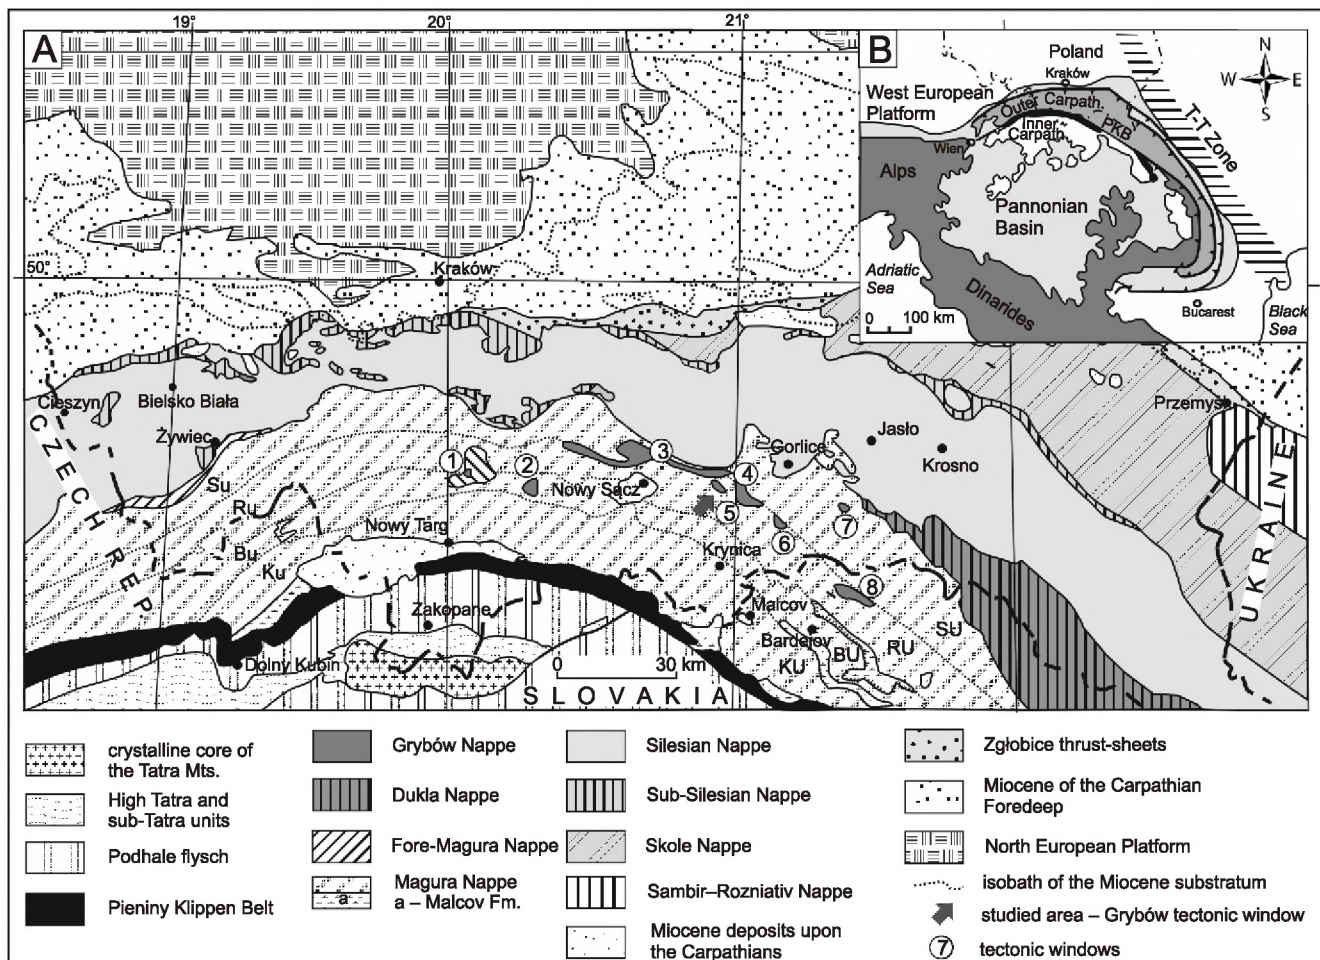 19°
20°
21°
A
B
Poland
Kraków
N
W E
S
West European
Platform
Outer Carpath.
Inner
Carpath.
PKB
T-T Zone
Wien
Alps
Pannonian
Basin
Adriatic
Sea
Dinarides
Bucarest
Black
Sea
0 100 km
50°
Kraków
Cieszyn
Bielsko Biała
Żywiec
Przemyśl
Jasło
Gorlice
Krosno
1
2
3
4
5
6
7
8
Nowy Sącz
Su
Ru
Bu
Ku
Nowy Targ
Krynica
CZECH REP.
UKRALNE
Zakopane
Malcov
Bardejov
KU
BU
RU
SU
Dolny Kubin
0 30 km
SLOVAKIA
crystalline core of
the Tatra Mts.
High Tatra and
sub-Tatra units
Podhale flysch
Pieniny Klippen Belt
Grybów Nappe
Dukla Nappe
Fore-Magura Nappe
Magura Nappe
a – Malcov Fm.
a
Silesian Nappe
Sub-Silesian Nappe
Skole Nappe
Sambir–Rozniativ Nappe
Miocene deposits upon
the Carpathians
Zgłobice thrust-sheets
Miocene of the Carpathian
Foredeep
North European Platform
isobath of the Miocene substratum
studied area – Grybów tectonic window
7 tectonic windows